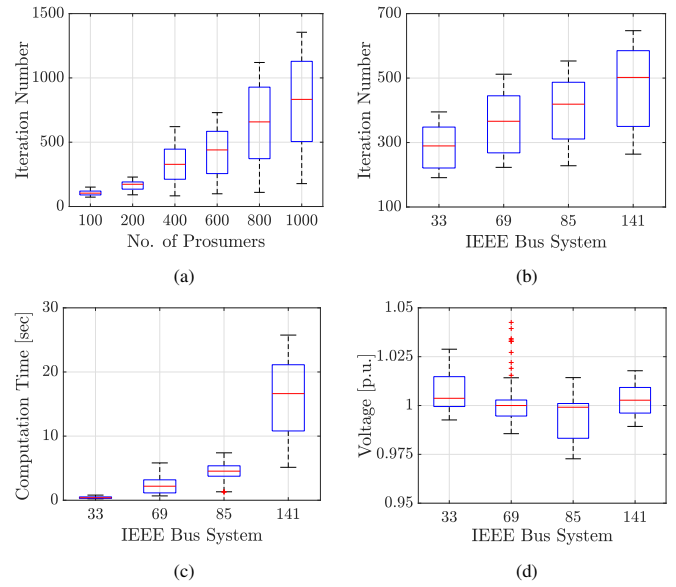 1500
1000
500
0
Iteration Number
100 200 400 600 800 1000
No. of Prosumers
(a)
700
500
300
100
Iteration Number
33 69 85 141
IEEE Bus System
(b)
30
20
10
0
Computation Time [sec]
33 69 85 141
IEEE Bus System
(c)
1.05
1.025
1
0.975
0.95
Voltage [p.u.]
33 69 85 141
IEEE Bus System
(d)